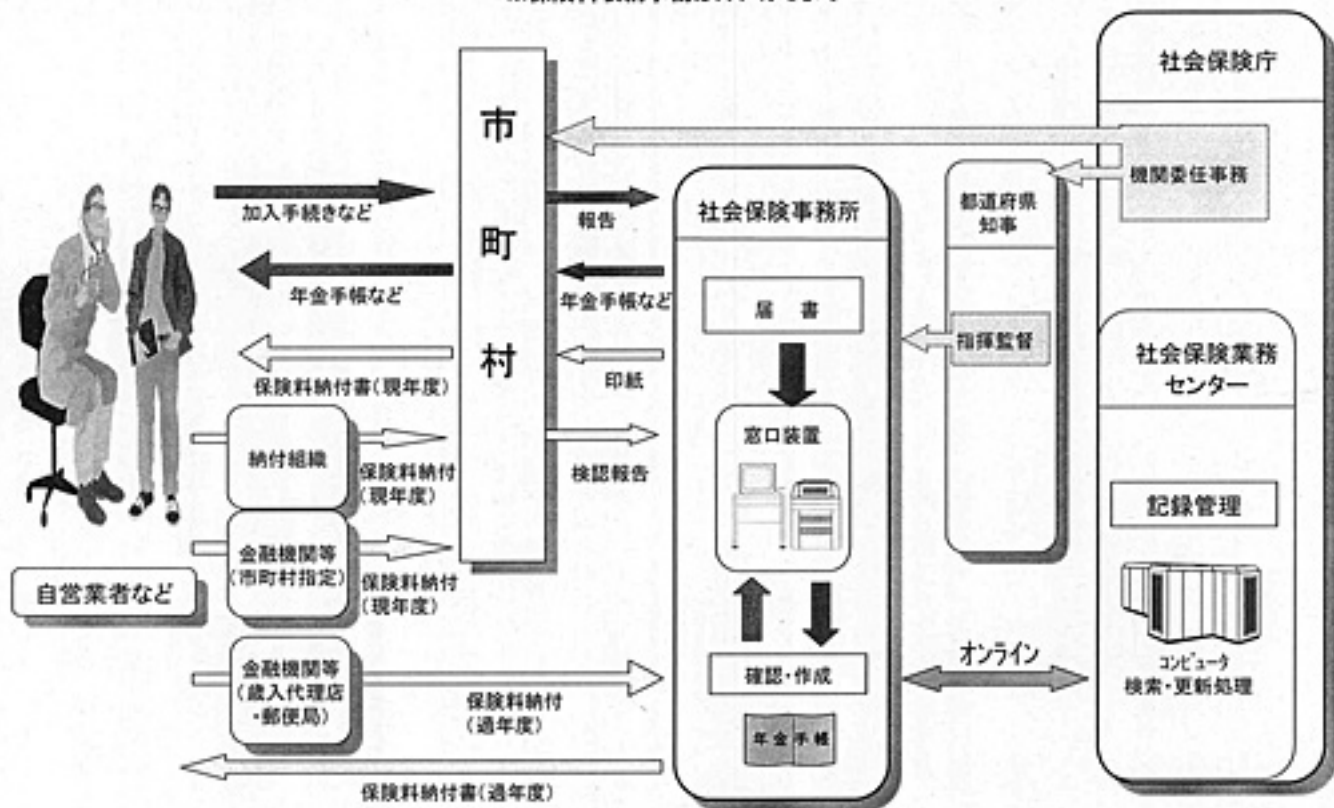 社会保険庁
機関委任事務
市町村
加入手続きなど
報告
年金手帳など
年金手帳など
保険料納付書(現年度)
印紙
納付組織
保険料納付
(現年度)
検認報告
金融機関等
(市町村指定)
保険料納付
(現年度)
自営業者など
金融機関等
(歳入代理店
・郵便局)
保険料納付
(過年度)
保険料納付書(過年度)
社会保険事務所
届 書
窓口装置
確認・作成
年金手帳
都道府県
知事
指揮監督
オンライン
社会保険業務
センター
記録管理
コンピュータ
検索・更新処理